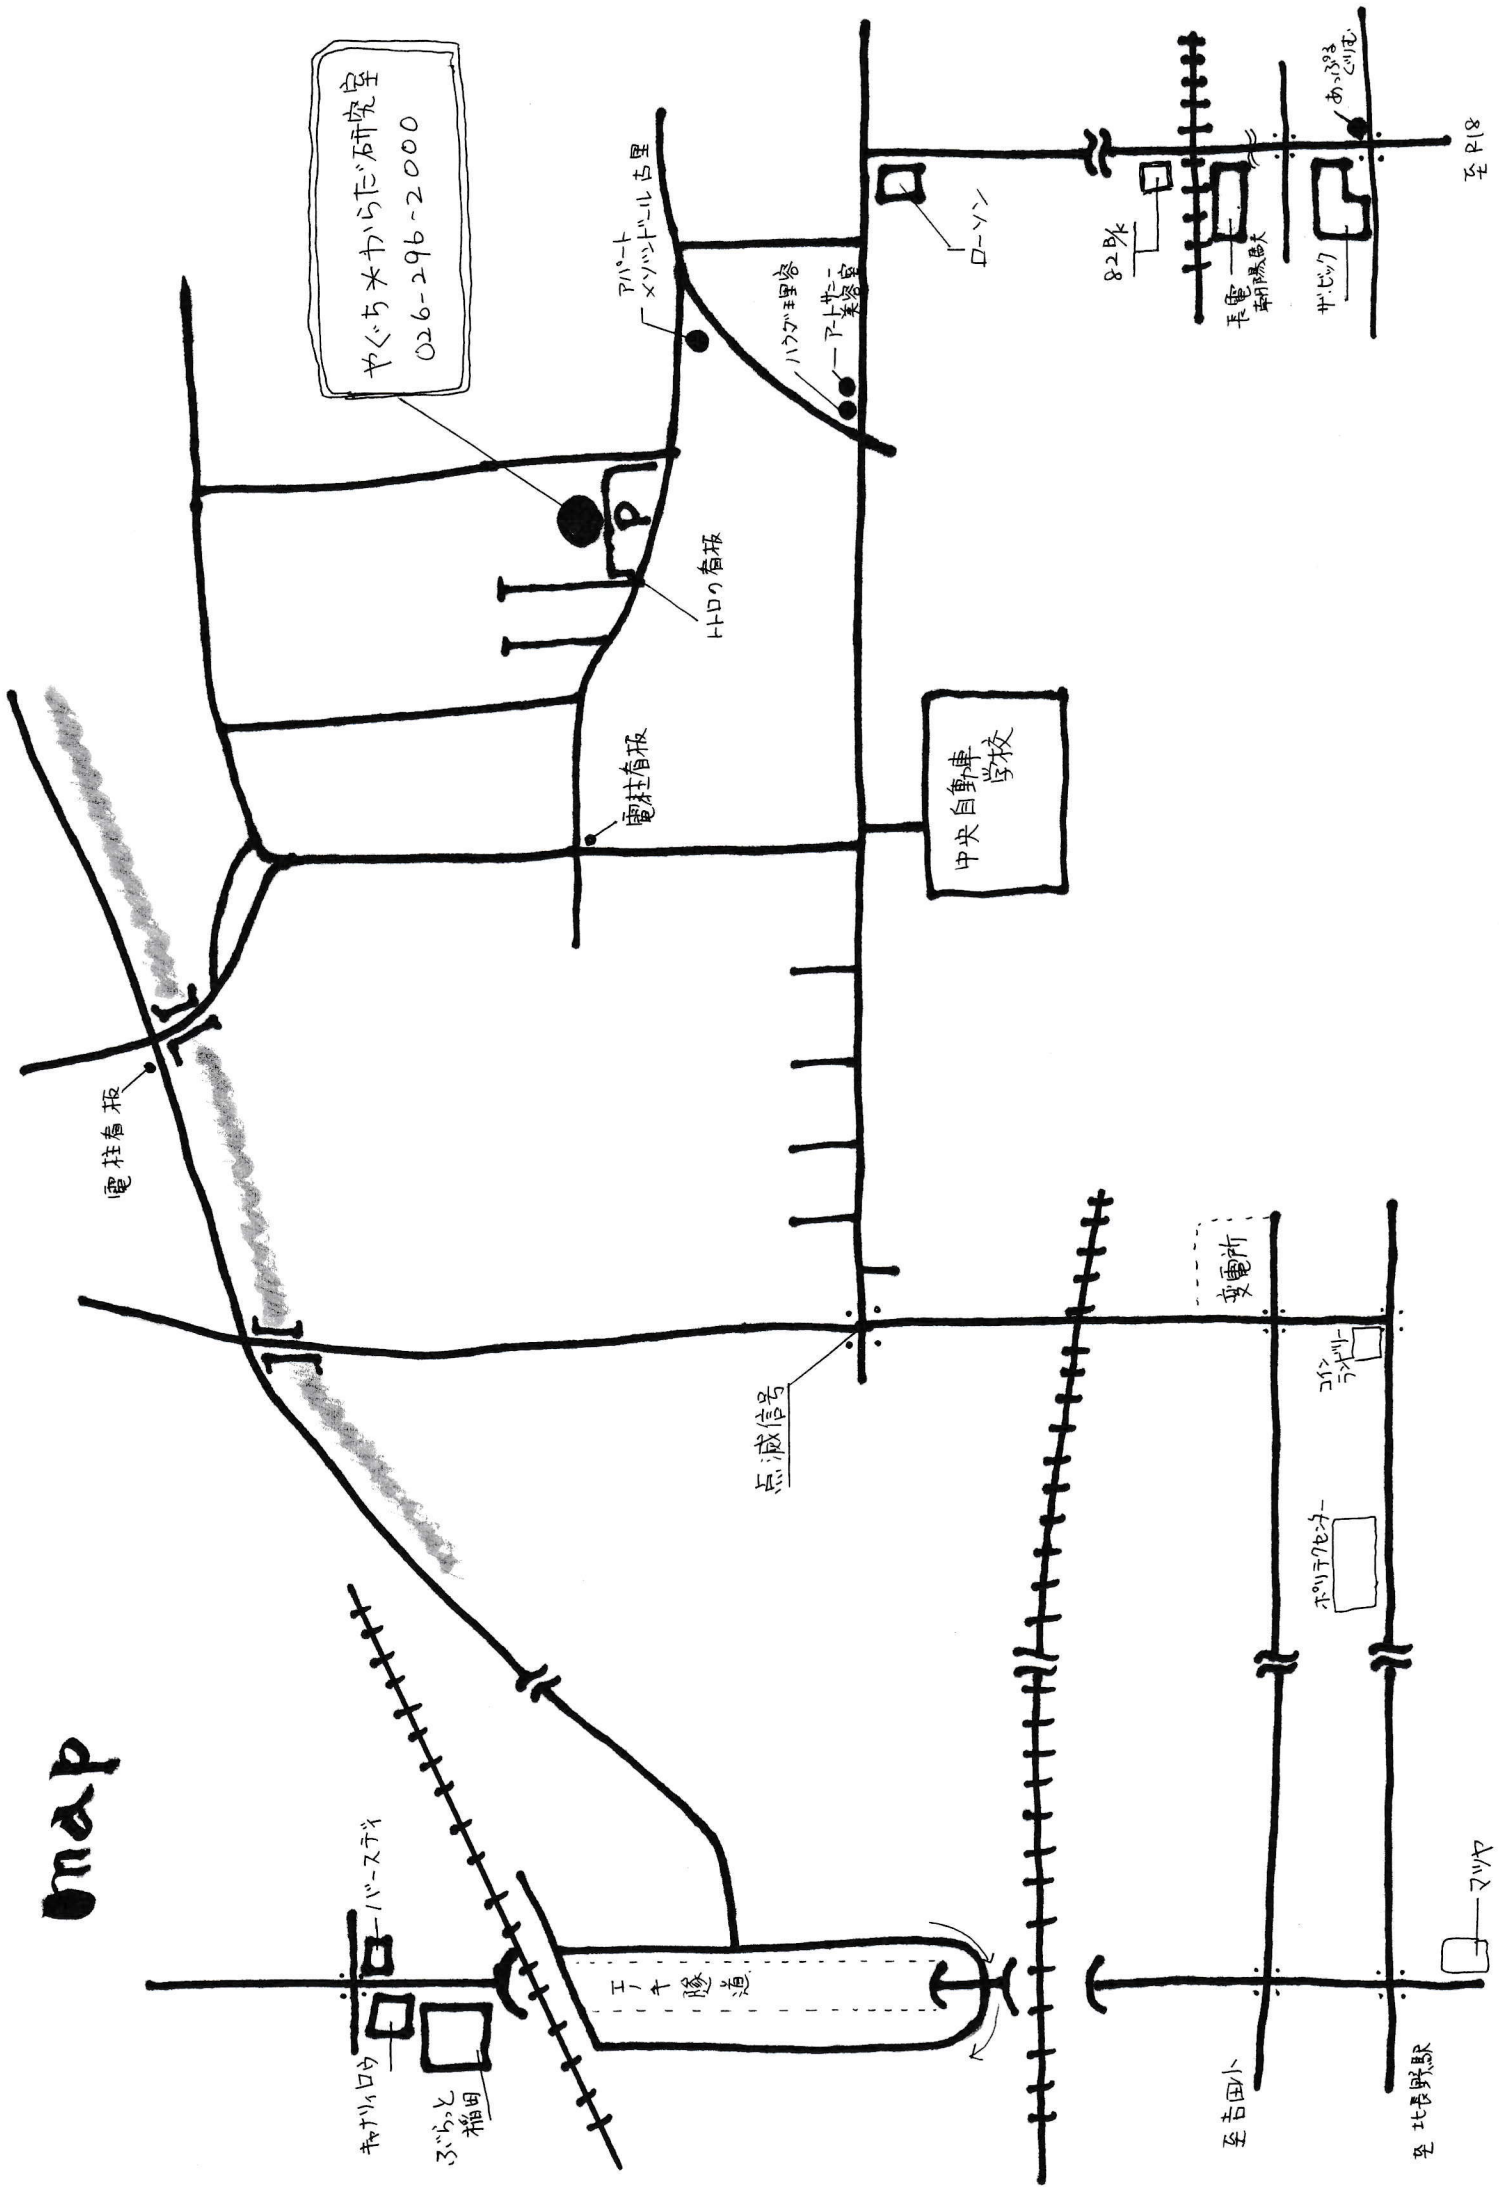 map
やぐち*からだ研究室
026-296-2000
電柱看板
アパート
メゾンドール古里
トトロの看板
電柱看板
ハラダ理容
アートサニー
美容室
ローソン
中央自動車
学校
82BK
長電
朝陽駅
ザ・ビック
あっぷる
ぐりむ
至R18
点滅信号
変電所
コイン
ランドリー
ポリテクセンター
バースデイ
キャナリィロウ
ぶらっと
稲田
エノキ
隧道
至吉田小
至北長野駅
マツヤ